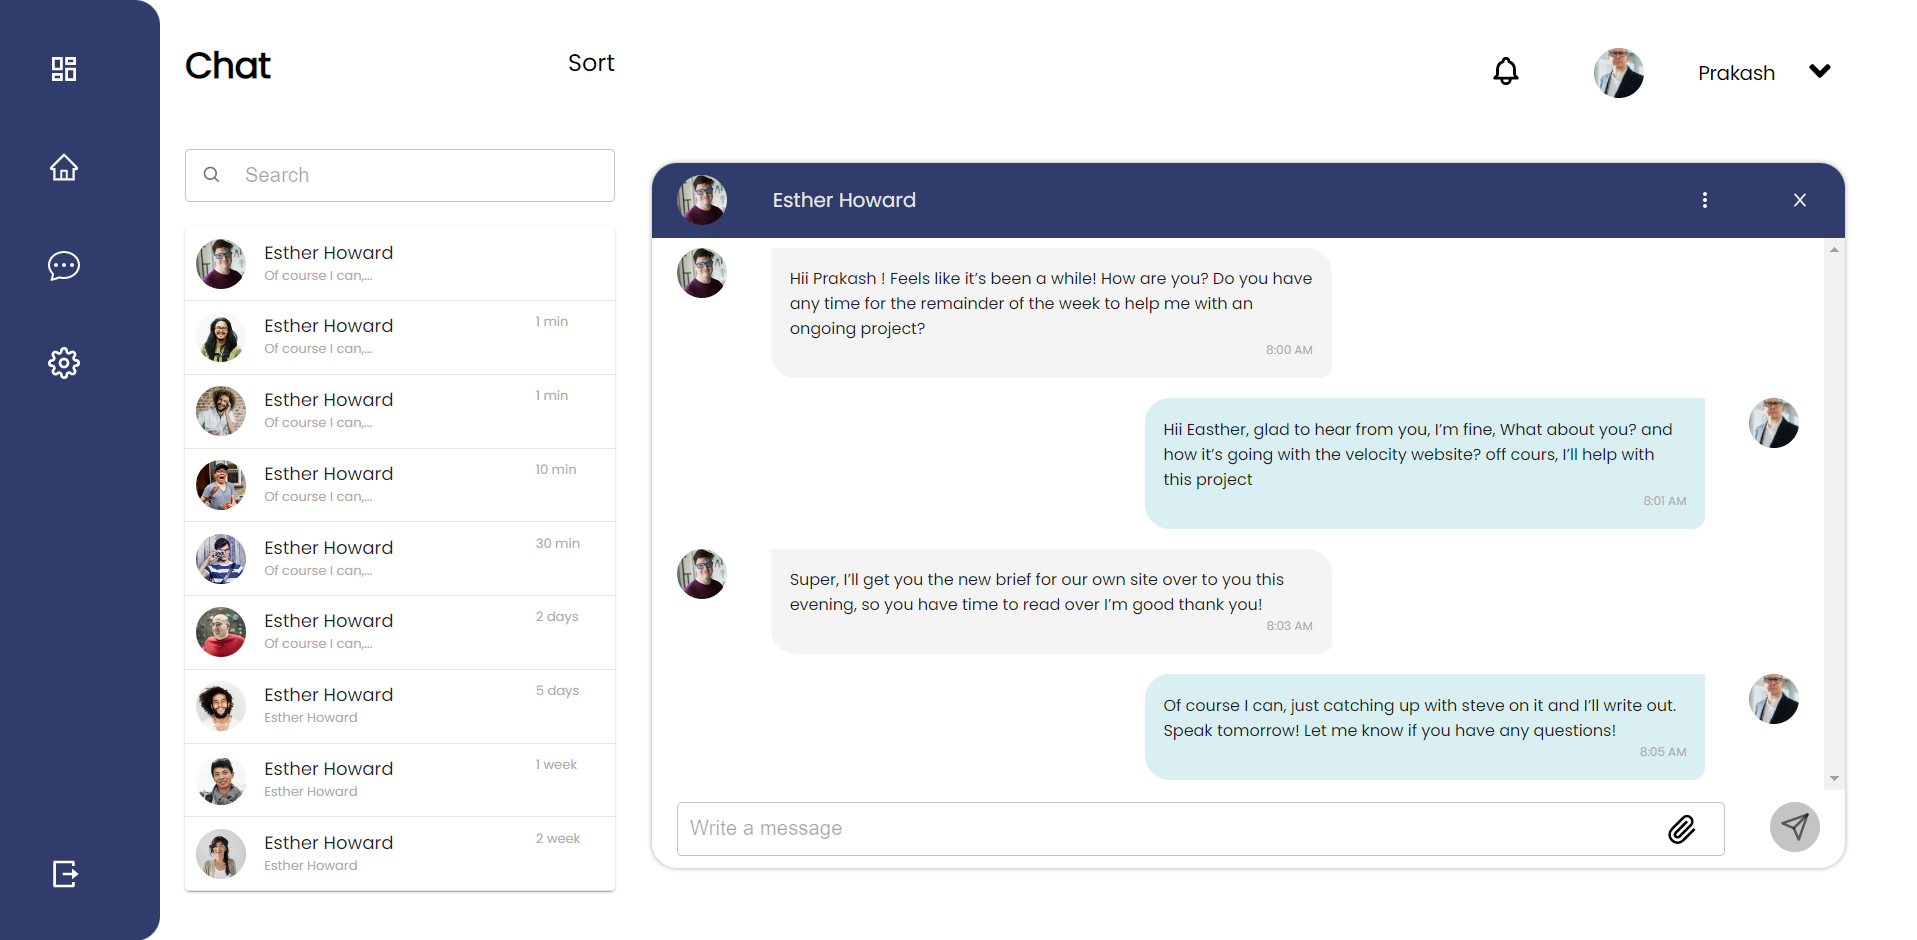 Chat
Sort
Prakash
Search
Esther Howard
Of course I can,...
Esther Howard
1 min
Of course I can,...
Esther Howard
1 min
Of course I can,...
Esther Howard
10 min
Of course I can,...
Esther Howard
30 min
Of course I can,...
Esther Howard
2 days
Of course I can,...
Esther Howard
5 days
Esther Howard
Esther Howard
1 week
Esther Howard
Esther Howard
2 week
Esther Howard
Esther Howard
X
Hii Prakash ! Feels like it’s been a while! How are you? Do you have
any time for the remainder of the week to help me with an
ongoing project?
8:00 AM
Hii Easther, glad to hear from you, I’m fine, What about you? and
how it’s going with the velocity website? off cours, I’ll help with
this project
8:01 AM
Super, I’ll get you the new brief for our own site over to you this
evening, so you have time to read over I’m good thank you!
8:03 AM
Of course I can, just catching up with steve on it and I’ll write out.
Speak tomorrow! Let me know if you have any questions!
8:05 AM
Write a message